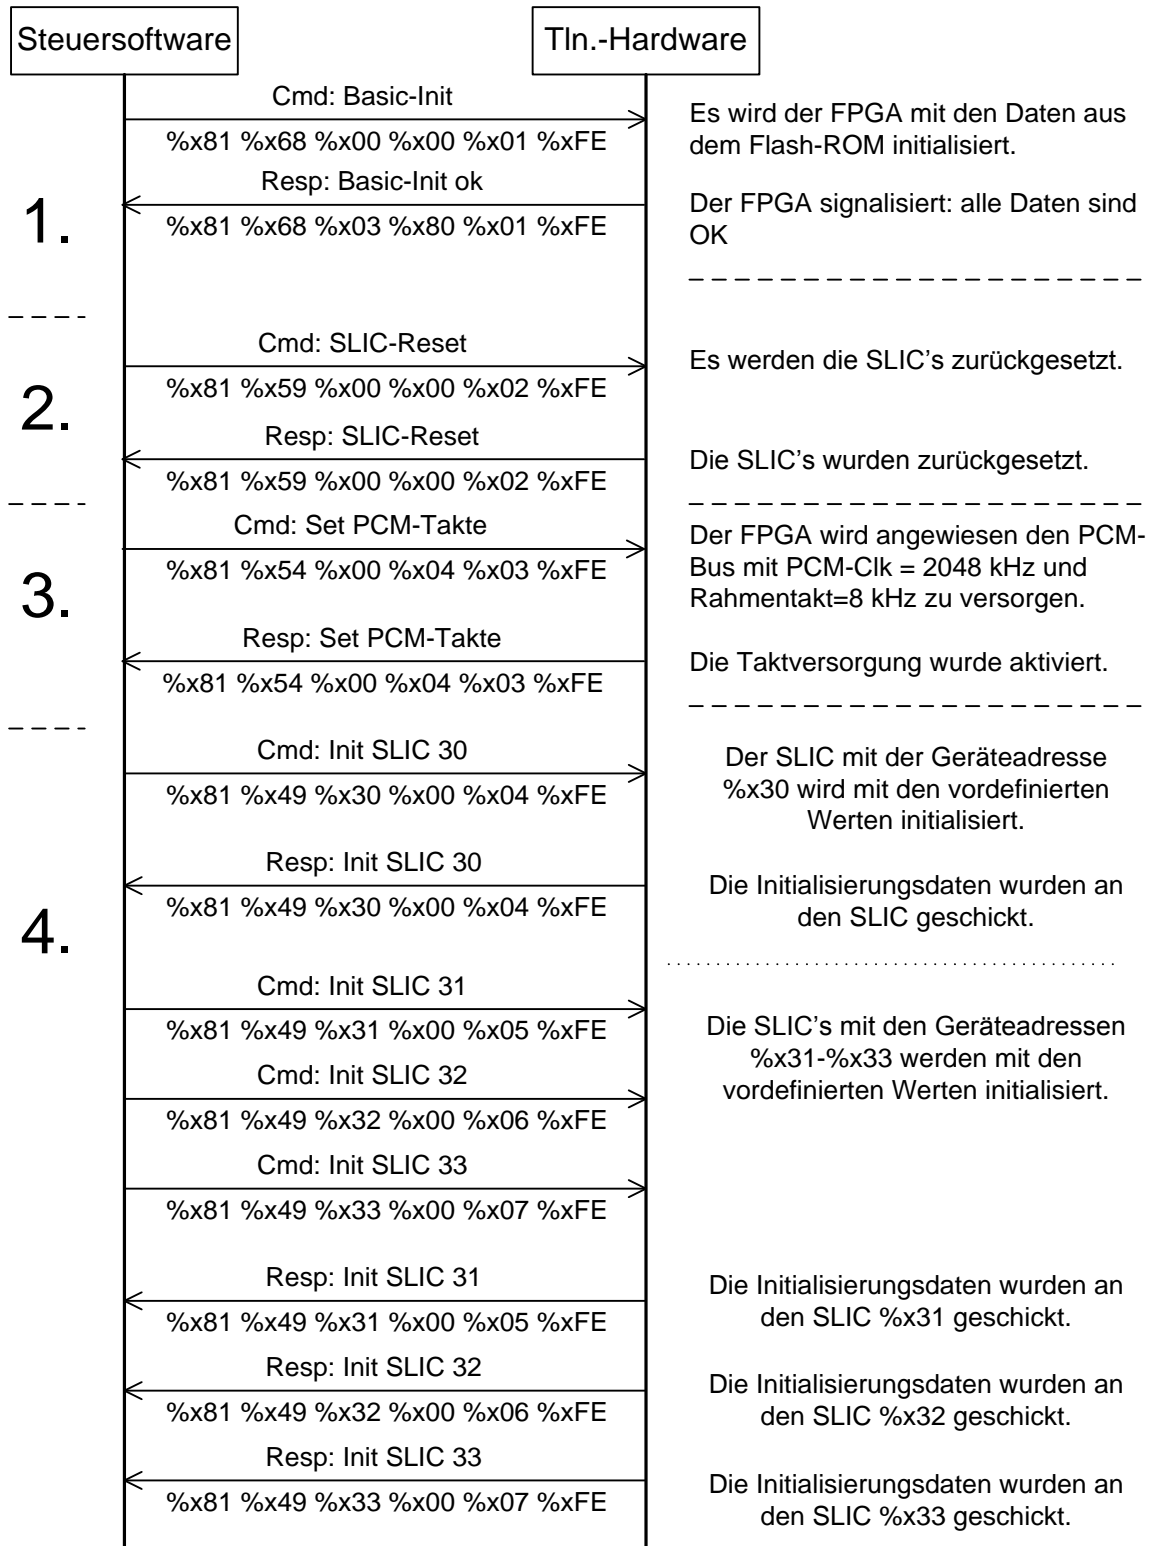 Steuersoftware
Tln.-Hardware
Cmd: Basic-Init
%x81 %x68 %x00 %x00 %x01 %xFE
Es wird der FPGA mit den Daten aus
dem Flash-ROM initialisiert.
Resp: Basic-Init ok
%x81 %x68 %x03 %x80 %x01 %xFE
Der FPGA signalisiert: alle Daten sind
OK
1.
Cmd: SLIC-Reset
%x81 %x59 %x00 %x00 %x02 %xFE
Es werden die SLIC's zurückgesetzt.
2.
Resp: SLIC-Reset
%x81 %x59 %x00 %x00 %x02 %xFE
Die SLIC's wurden zurückgesetzt.
Cmd: Set PCM-Takte
%x81 %x54 %x00 %x04 %x03 %xFE
Der FPGA wird angewiesen den PCM-
Bus mit PCM-Clk = 2048 kHz und
Rahmentakt=8 kHz zu versorgen.
3.
Resp: Set PCM-Takte
%x81 %x54 %x00 %x04 %x03 %xFE
Die Taktversorgung wurde aktiviert.
Cmd: Init SLIC 30
%x81 %x49 %x30 %x00 %x04 %xFE
Der SLIC mit der Geräteadresse
%x30 wird mit den vordefinierten
Werten initialisiert.
Resp: Init SLIC 30
%x81 %x49 %x30 %x00 %x04 %xFE
Die Initialisierungsdaten wurden an
den SLIC geschickt.
4.
Cmd: Init SLIC 31
%x81 %x49 %x31 %x00 %x05 %xFE
Cmd: Init SLIC 32
%x81 %x49 %x32 %x00 %x06 %xFE
Cmd: Init SLIC 33
%x81 %x49 %x33 %x00 %x07 %xFE
Die SLIC's mit den Geräteadressen
%x31-%x33 werden mit den
vordefinierten Werten initialisiert.
Resp: Init SLIC 31
%x81 %x49 %x31 %x00 %x05 %xFE
Die Initialisierungsdaten wurden an
den SLIC %x31 geschickt.
Resp: Init SLIC 32
%x81 %x49 %x32 %x00 %x06 %xFE
Die Initialisierungsdaten wurden an
den SLIC %x32 geschickt.
Resp: Init SLIC 33
%x81 %x49 %x33 %x00 %x07 %xFE
Die Initialisierungsdaten wurden an
den SLIC %x33 geschickt.